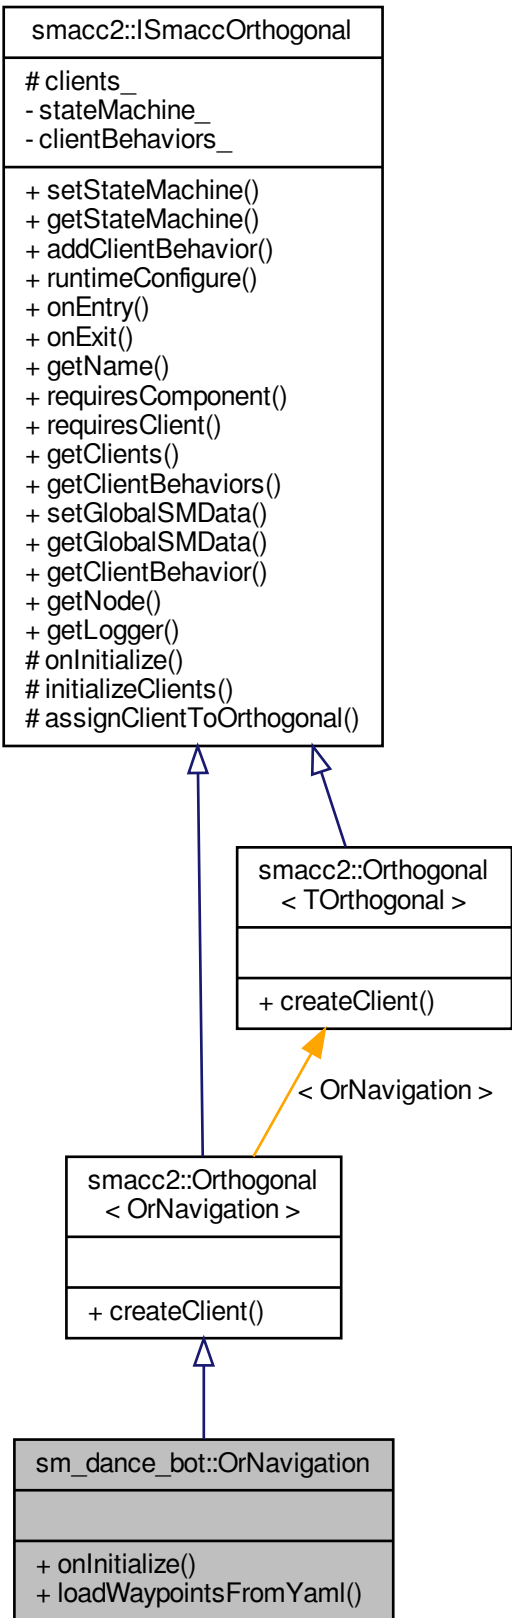 smacc2::ISmaccOrthogonal
# clients_
- stateMachine_
- clientBehaviors_
+ setStateMachine()
+ getStateMachine()
+ addClientBehavior()
+ runtimeConfigure()
+ onEntry()
+ onExit()
+ getName()
+ requiresComponent()
+ requiresClient()
+ getClients()
+ getClientBehaviors()
+ setGlobalSMData()
+ getGlobalSMData()
+ getClientBehavior()
+ getNode()
+ getLogger()
# onInitialize()
# initializeClients()
# assignClientToOrthogonal()
smacc2::Orthogonal
< TOrthogonal >
+ createClient()
< OrNavigation >
smacc2::Orthogonal
< OrNavigation >
+ createClient()
sm_dance_bot::OrNavigation
+ onInitialize()
+ loadWaypointsFromYaml()